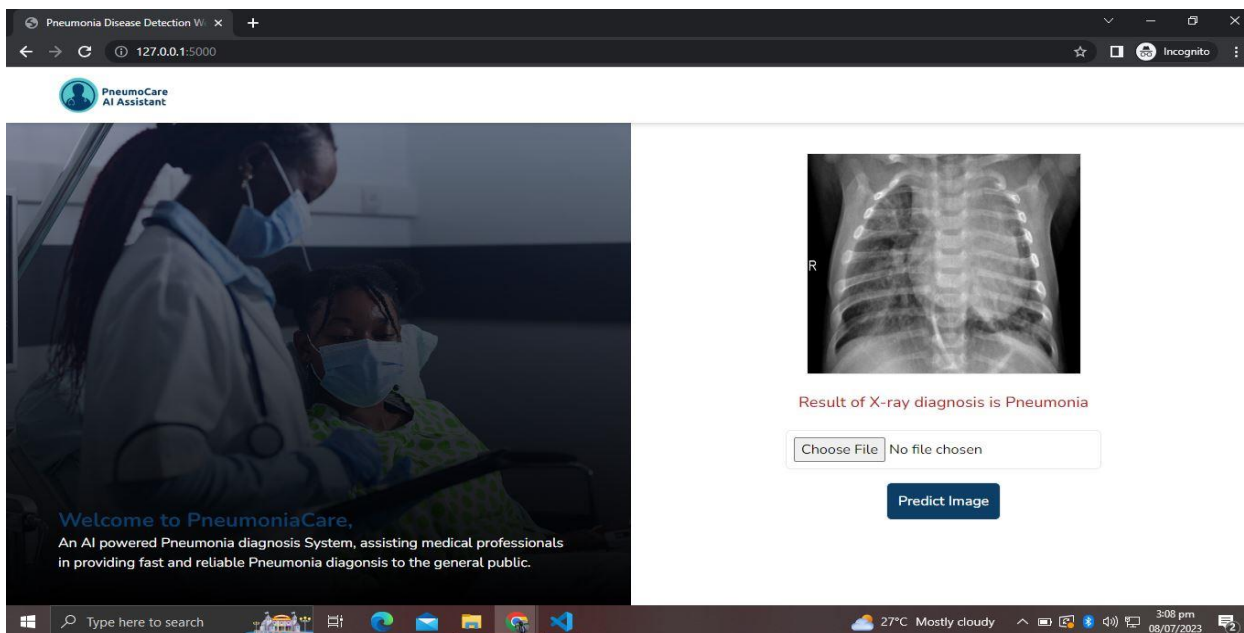 Pneumonia Disease Detection W
127.0.0.1:5000
Incognito
PneumoCare
AI Assistant
Welcome to PneumoniaCare,
An AI powered Pneumonia diagnosis System, assisting medical professionals
in providing fast and reliable Pneumonia diagonsis to the general public.
R
Result of X-ray diagnosis is Pneumonia
Choose File No file chosen
Predict Image
Type here to search
27°C Mostly cloudy
3:08 pm
08/07/2023
2